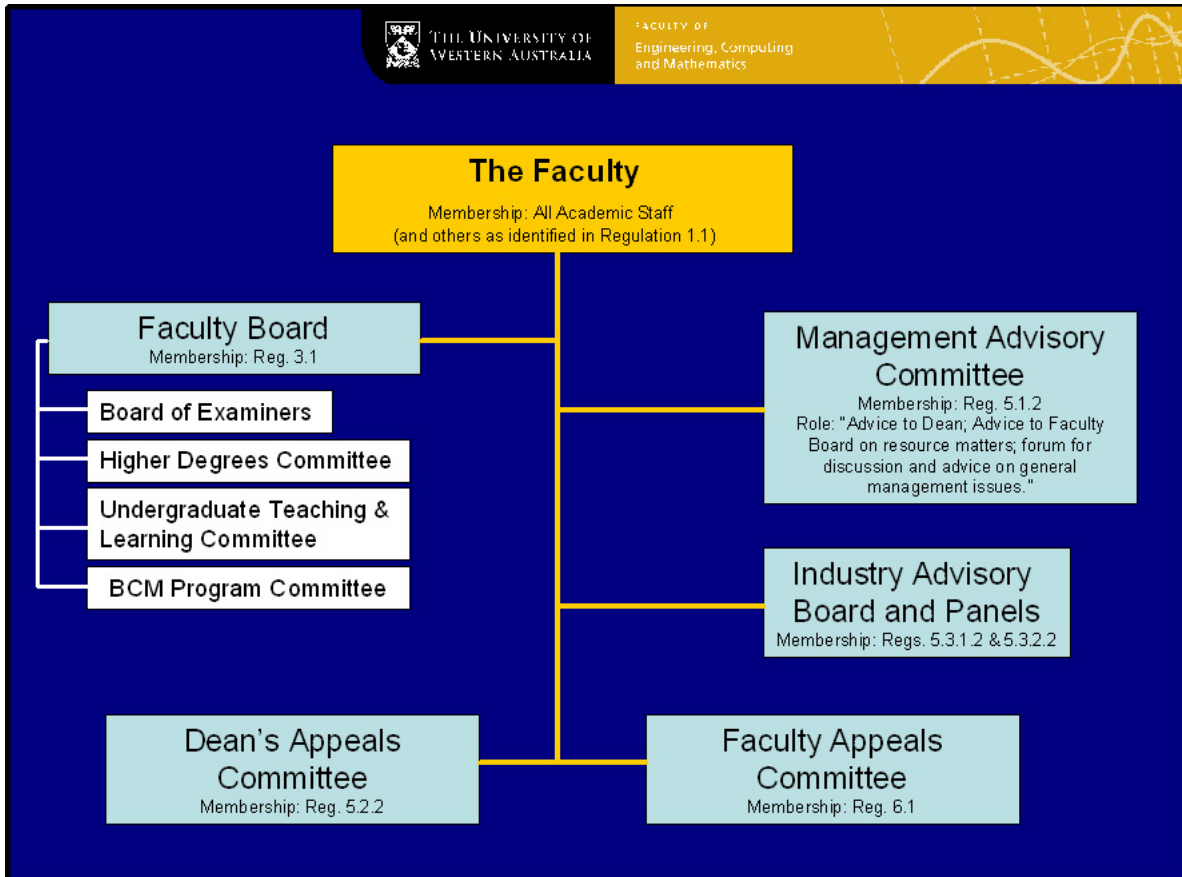 THE UNIVERSITY OF
WESTERN AUSTRALIA
FACULTY OF
Engineering, Computing
and Mathematics
The Faculty
Membership: All Academic Staff
(and others as identified in Regulation 1.1)
Faculty Board
Membership: Reg. 3.1
Board of Examiners
Higher Degrees Committee
Undergraduate Teaching &
Learning Committee
BCM Program Committee
Management Advisory
Committee
Membership: Reg. 5.1.2
Role: "Advice to Dean; Advice to Faculty
Board on resource matters; forum for
discussion and advice on general
management issues."
Industry Advisory
Board and Panels
Membership: Regs. 5.3.1.2 & 5.3.2.2
Dean's Appeals
Committee
Membership: Reg. 5.2.2
Faculty Appeals
Committee
Membership: Reg. 6.1